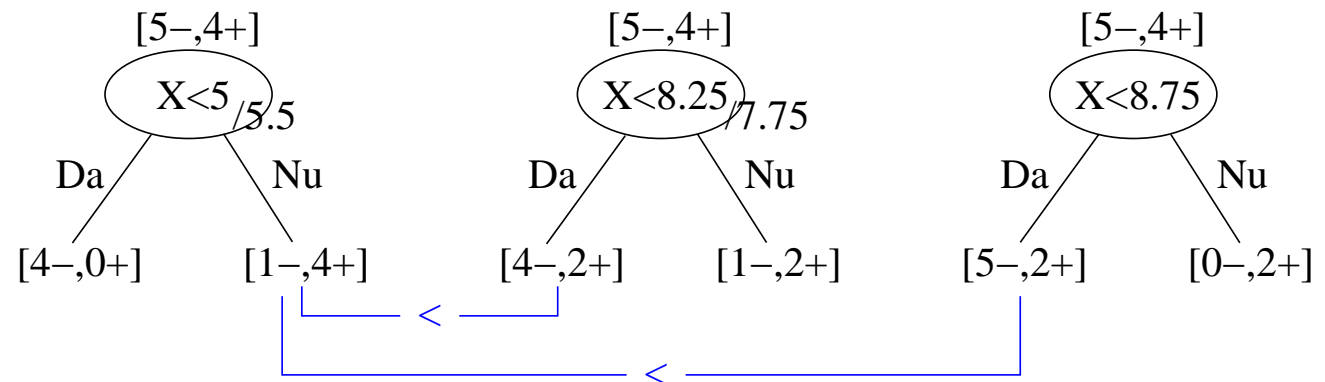 [5−,4+] [5−,4+] [5−,4+]
X<5 X<8.25 X<8.75
/5.5 /7.75
Da Nu Da Nu Da Nu
[4−,0+] [1−,4+] [4−,2+] [1−,2+] [5−,2+] [0−,2+]
<
<